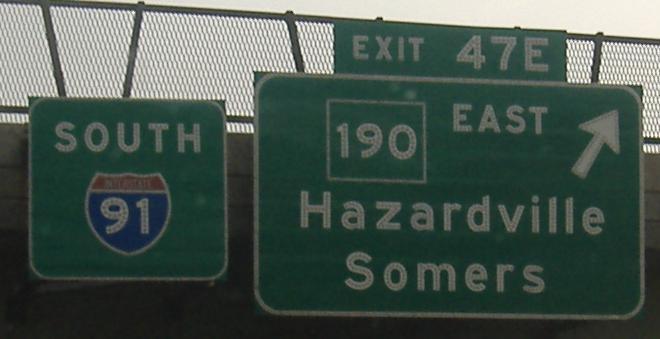 SOUTH
INTERSTATE
91
EXIT 47E
190 EAST
Hazardville
Somers